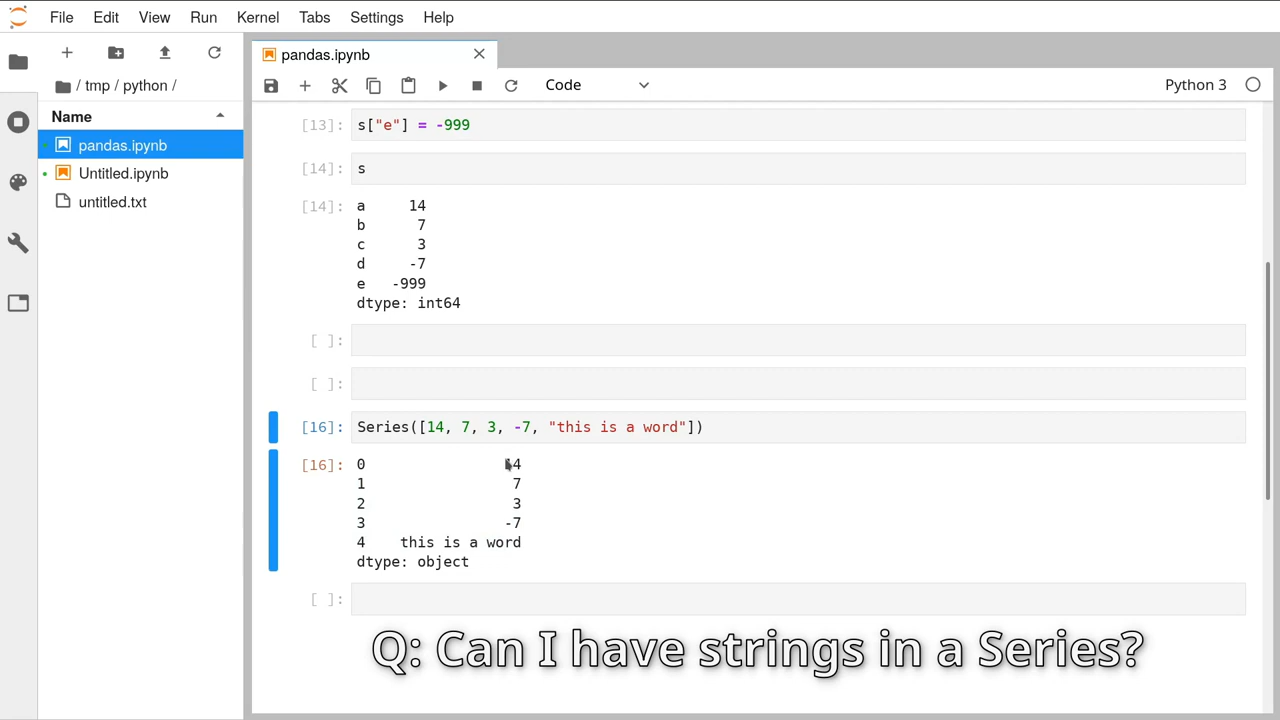 File Edit View Run Kernel Tabs Settings Help
pandas.ipynb
Code
Python 3
/ tmp / python /
Name
pandas.ipynb
Untitled.ipynb
untitled.txt
[13]: s["e"] = -999
[14]: s
[14]: a 14
b 7
c 3
d -7
e -999
dtype: int64
[ ]:
[ ]:
[16]: Series([14, 7, 3, -7, "this is a word"])
[16]: 0 14
1 7
2 3
3 -7
4 this is a word
dtype: object
[ ]:
Q: Can I have strings in a Series?